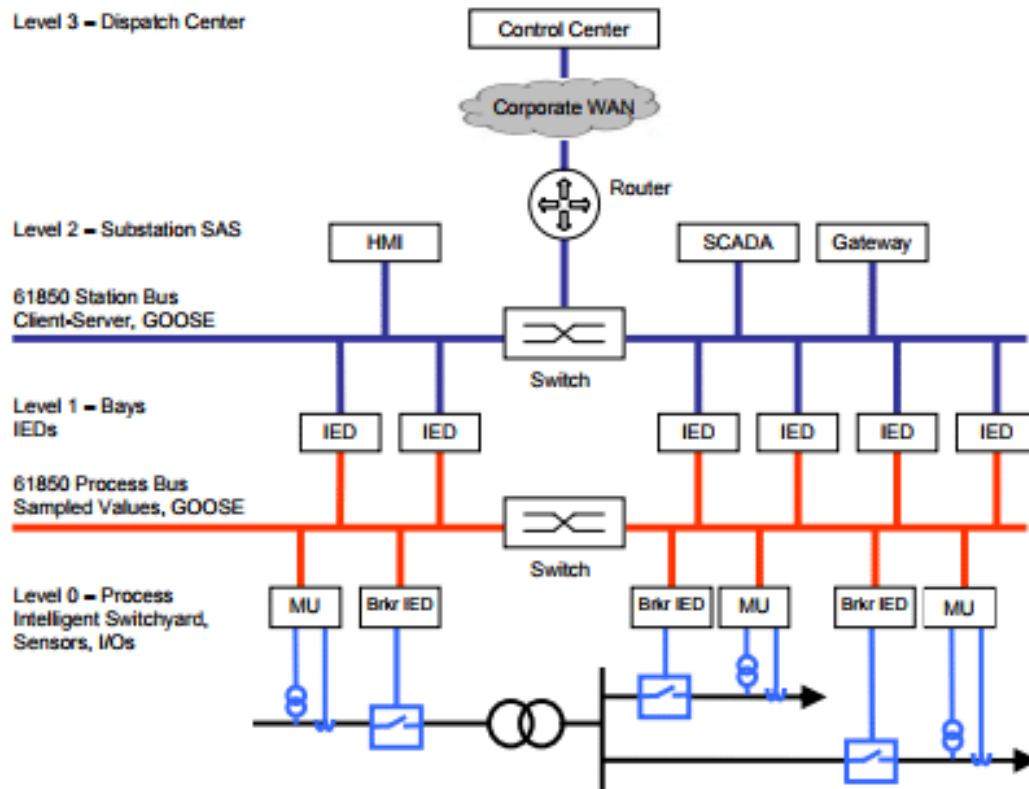 Level 3 – Dispatch Center
Control Center
Corporate WAN
Router
Level 2 – Substation SAS
HMI
SCADA
Gateway
61850 Station Bus
Client-Server, GOOSE
Switch
Level 1 – Bays
IEDs
IED
IED
IED
IED
IED
IED
61850 Process Bus
Sampled Values, GOOSE
Switch
Level 0 – Process
Intelligent Switchyard,
Sensors, I/Os
MU
Brkr IED
Brkr IED
MU
Brkr IED
MU